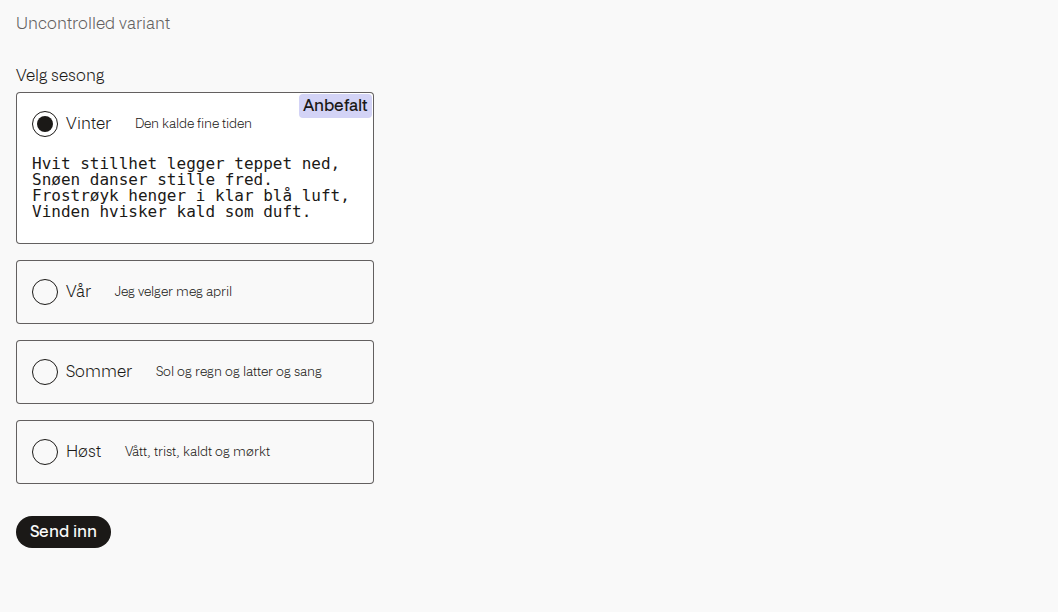 Uncontrolled variant
Velg sesong
Anbefalt
Vinter Den kalde fine tiden
Hvit stillhet legger teppet ned,
Snøen danser stille fred.
Frostrøyk henger i klar blå luft,
Vinden hvisker kald som duft.
Vår Jeg velger meg april
Sommer Sol og regn og latter og sang
Høst Vått, trist, kaldt og mørkt
Send inn